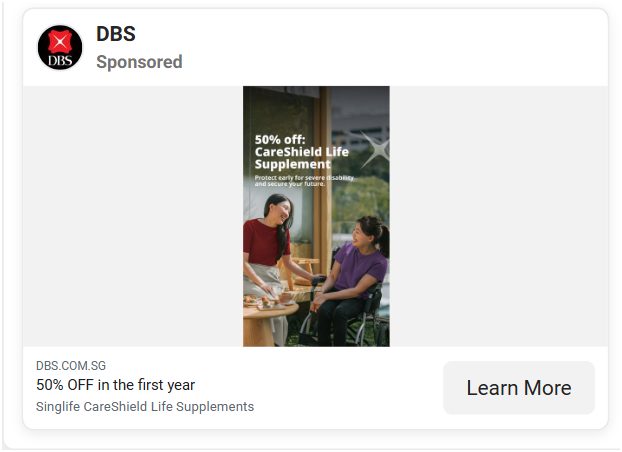 DBS
Sponsored
DBS
50% off:
CareShield Life
Supplement
Protect early for severe disability
and secure your future.
DBS.COM.SG
50% OFF in the first year
Singlife CareShield Life Supplements
Learn More